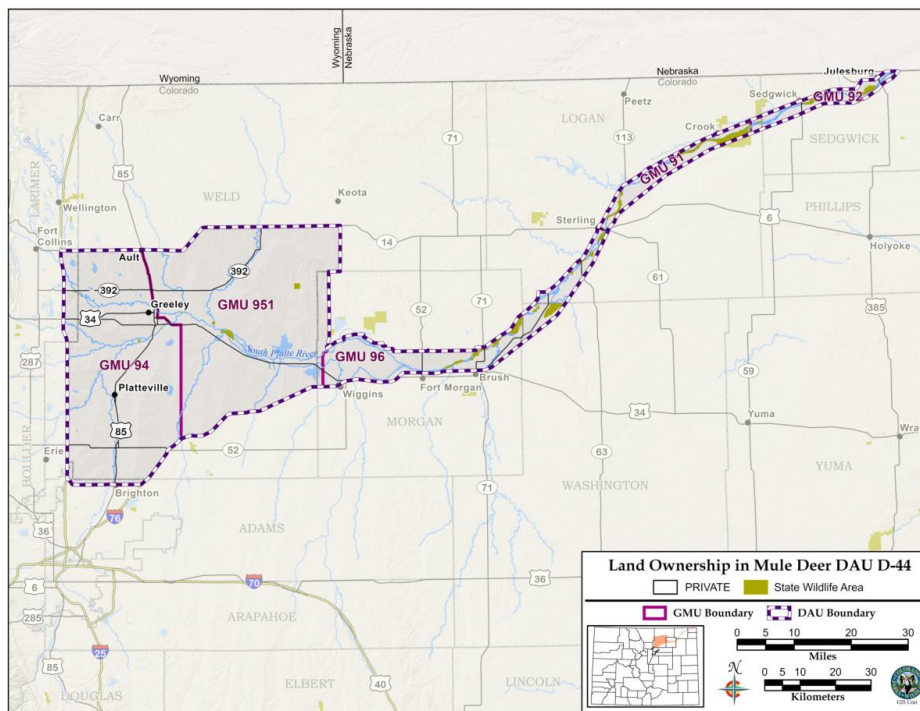 Wyoming
Nebraska
Wyoming
Colorado
Nebraska
Colorado
Julesburg
Peetz
Sedgwick
GMU 92
LOGAN
Carr
71
113
Crook
SEDGWICK
85
GMU 91
LARIMER
WELD
Keota
PHILLIPS
Wellington
Sterling
6
Fort
Collins
14
Holyoke
Ault
392
61
392
Greeley
GMU 951
52
71
385
34
South Platte River
287
GMU 96
GMU 94
59
Platteville
Fort Morgan
Brush
Wiggins
34
85
MORGAN
Yuma
Wray
Erie
52
63
BOULDER
YUMA
Brighton
71
WASHINGTON
76
36
ADAMS
6
70
36
285
ARAPAHOE
25
85
DOUGLAS
ELBERT
40
LINCOLN
Land Ownership in Mule Deer DAU D-44
PRIVATE
State Wildlife Area
GMU Boundary
DAU Boundary
0 5 10 20 30
Miles
N
0 5 10 20 30
Kilometers
GIS Unit